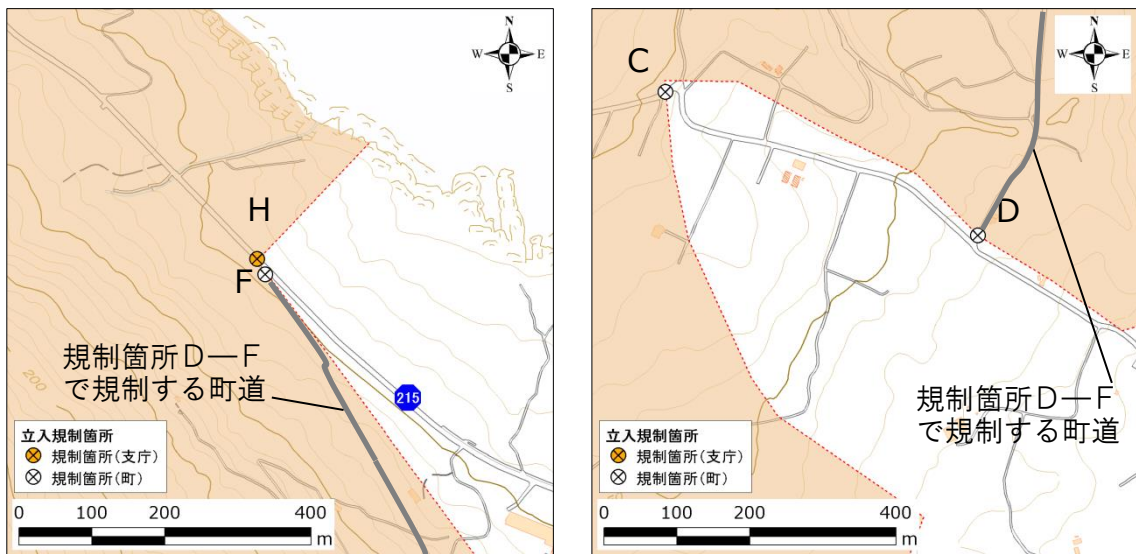 N
W E
S
H
F
規制箇所D―F
で規制する町道
200
215
立入規制箇所
規制箇所(支庁)
規制箇所(町)
0 100 200 400
m
N
W E
S
C
D
規制箇所D―F
で規制する町道
立入規制箇所
規制箇所(支庁)
規制箇所(町)
0 100 200 400
m